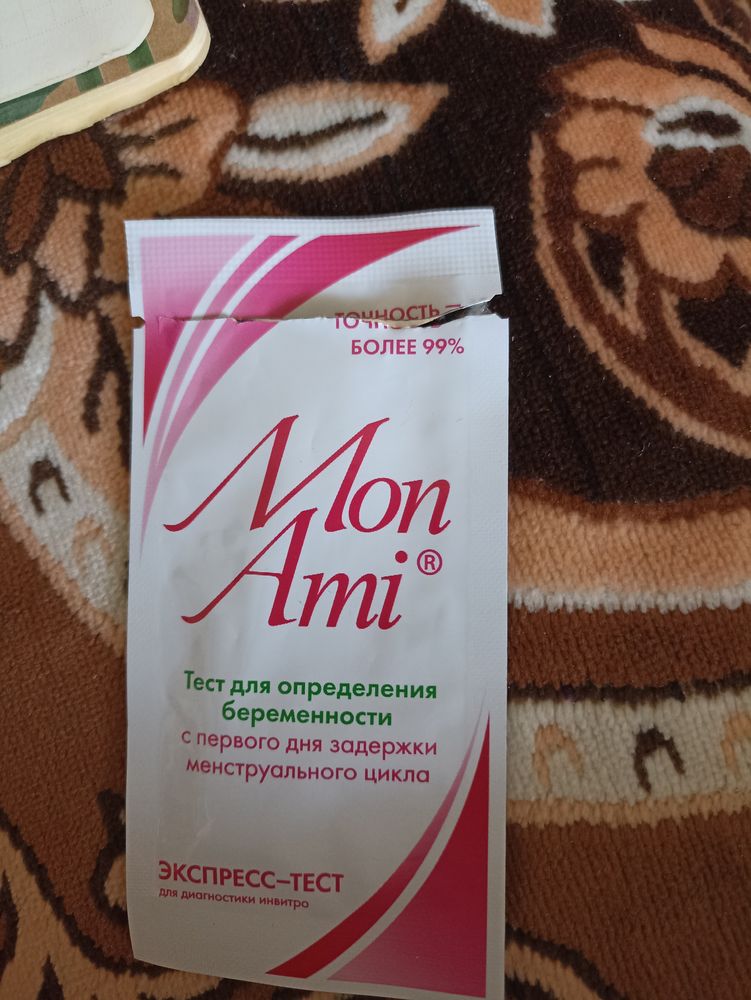 ТОЧНОСТЬ –
БОЛЕЕ 99%
Mon
Ami®
Тест для определения
беременности
с первого дня задержки
менструального цикла
ЭКСПРЕСС–ТЕСТ
для диагностики инвитро